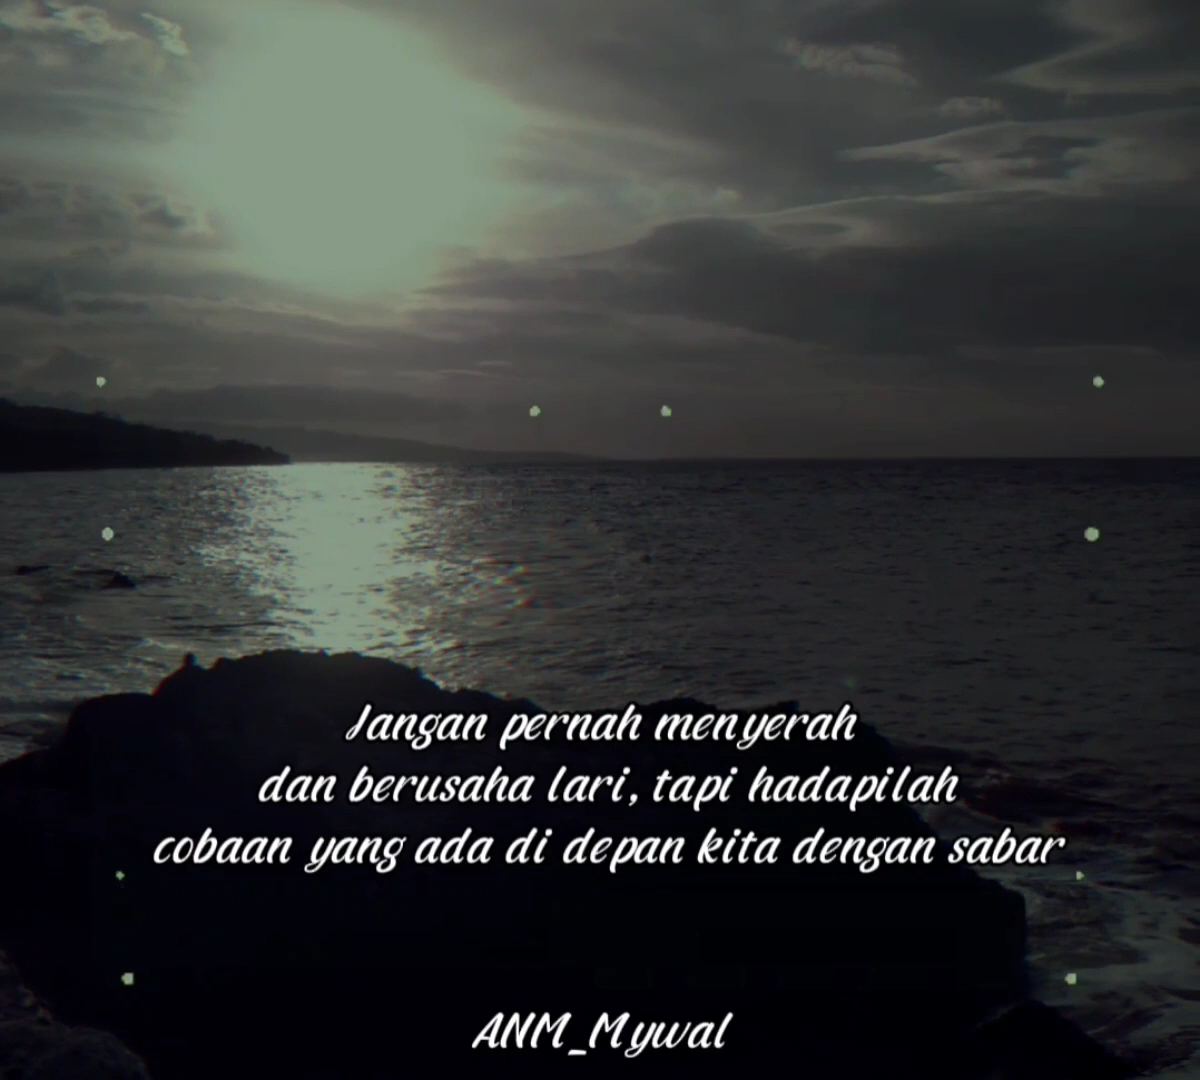 Jangan pernah menyerah
dan berusaha lari, tapi hadapilah
cobaan yang ada di depan kita dengan sabar
ANM_Mywal